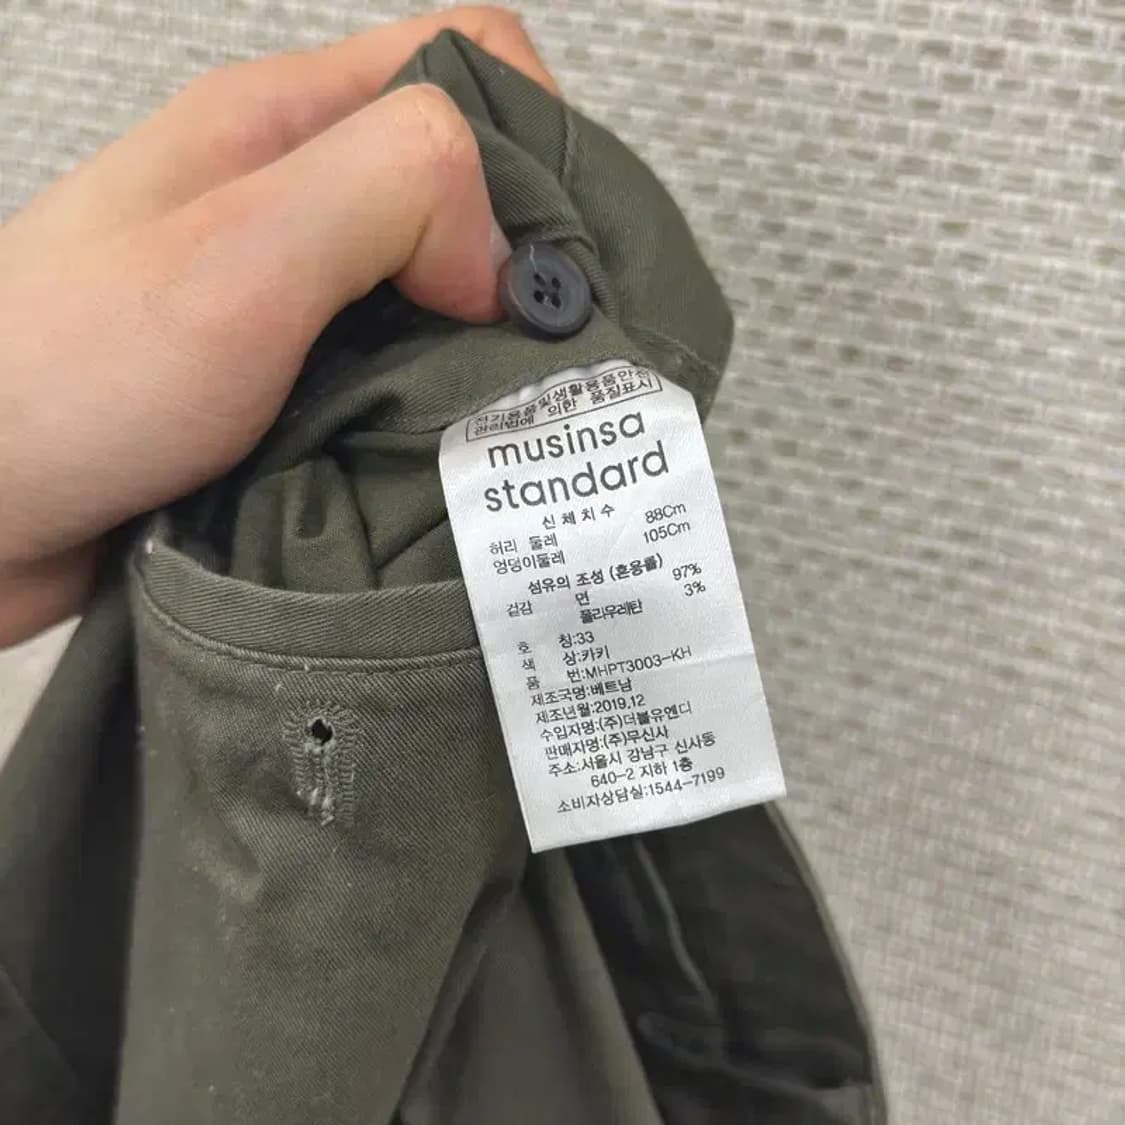 전기용품및생활용품안전
관리법에 의한 품질표시
musinsa
standard
신체치수
허리 둘레 88Cm
엉덩이둘레 105Cm
섬유의 조성 (혼용률)
겉감 면 97%
폴리우레탄 3%
호 칭:33
색 상:카키
품 번:MHPT3003-KH
제조국명:베트남
제조년월:2019.12
수입자명:(주)더블유엔디
판매자명:(주)무신사
주소:서울시 강남구 신사동
640-2 지하 1층
소비자상담실:1544-7199